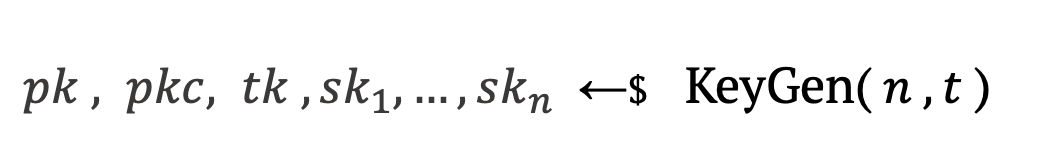 pk , pkc, tk ,sk₁, … , skₙ ←$ KeyGen( n , t )